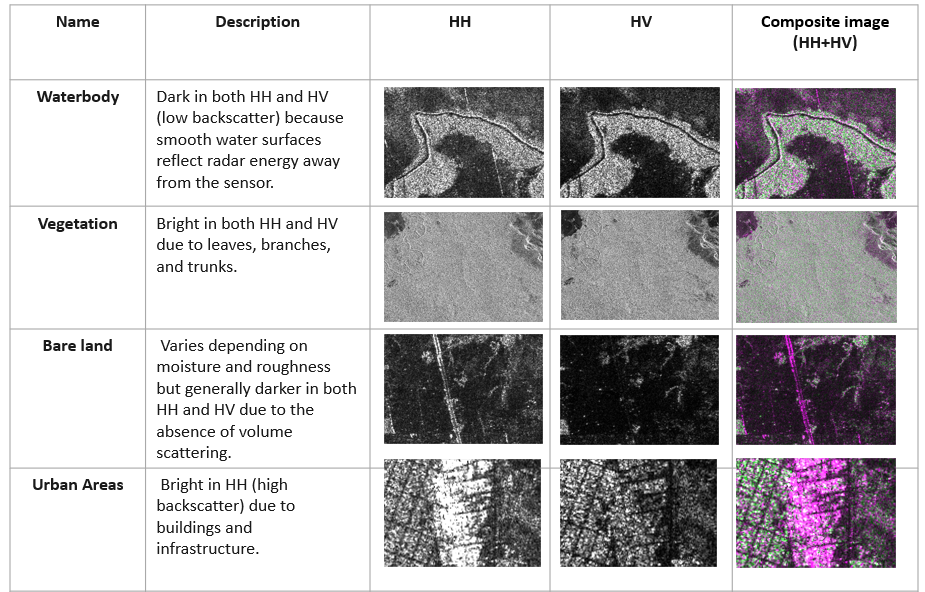 Name
Description
HH
HV
Composite image
(HH+HV)
Waterbody
Dark in both HH and HV
(low backscatter) because
smooth water surfaces
reflect radar energy away
from the sensor.
Vegetation
Bright in both HH and HV
due to leaves, branches,
and trunks.
Bare land
Varies depending on
moisture and roughness
but generally darker in both
HH and HV due to the
absence of volume
scattering.
Urban Areas
Bright in HH (high
backscatter) due to
buildings and
infrastructure.